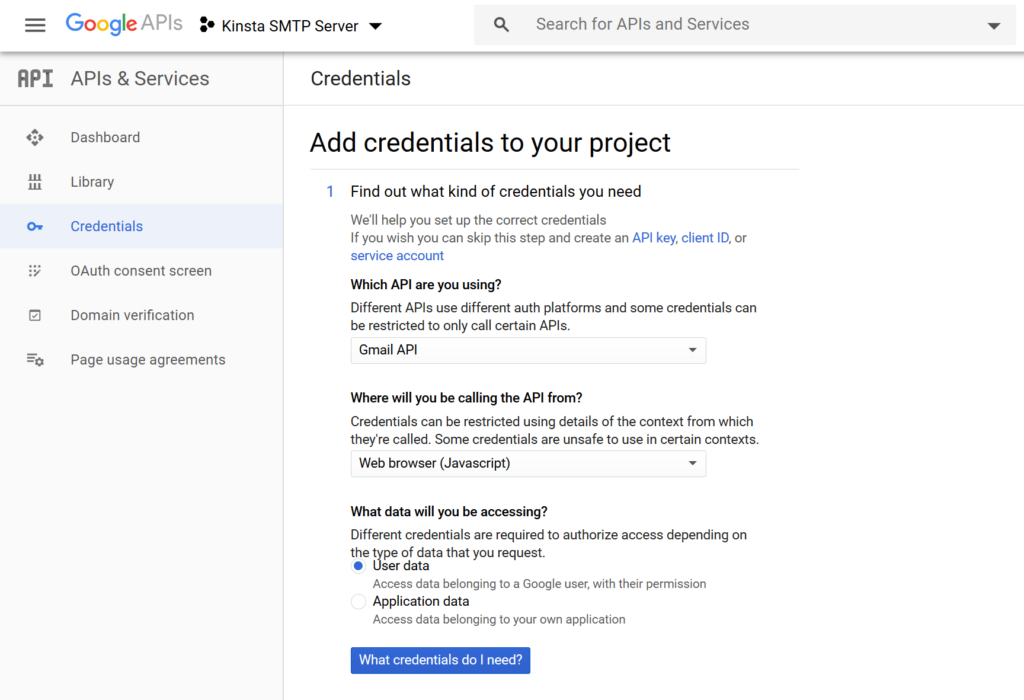 Google APIs
Kinsta SMTP Server
Search for APIs and Services
API
APIs & Services
Credentials
Dashboard
Library
Credentials
OAuth consent screen
Domain verification
Page usage agreements
Add credentials to your project
1 Find out what kind of credentials you need
We'll help you set up the correct credentials
If you wish you can skip this step and create an API key, client ID, or
service account
Which API are you using?
Different APIs use different auth platforms and some credentials can
be restricted to only call certain APIs.
Gmail API
Where will you be calling the API from?
Credentials can be restricted using details of the context from which
they're called. Some credentials are unsafe to use in certain contexts.
Web browser (Javascript)
What data will you be accessing?
Different credentials are required to authorize access depending on
the type of data that you request.
User data
Access data belonging to a Google user, with their permission
Application data
Access data belonging to your own application
What credentials do I need?